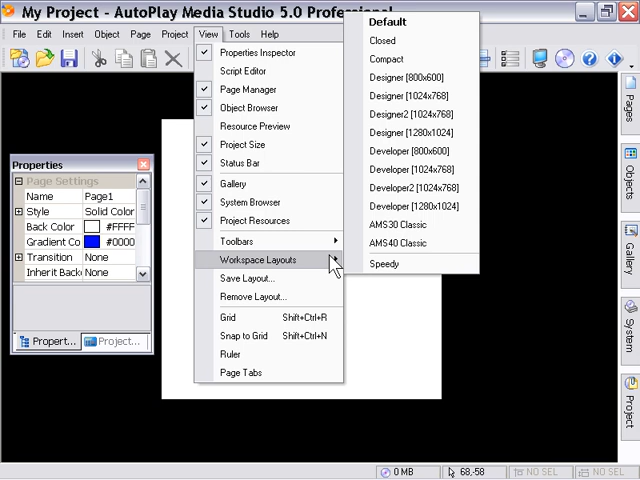 My Project - AutoPlay Media Studio 5.0 Professional
File Edit Insert Object Page Project View Tools Help
Properties Inspector
Script Editor
Page Manager
Object Browser
Resource Preview
Project Size
Status Bar
Gallery
System Browser
Project Resources
Toolbars
Workspace Layouts
Save Layout...
Remove Layout...
Grid Shift+Ctrl+R
Snap to Grid Shift+Ctrl+N
Ruler
Page Tabs
Default
Closed
Compact
Designer [800x600]
Designer [1024x768]
Designer2 [1024x768]
Designer [1280x1024]
Developer [800x600]
Developer [1024x768]
Developer2 [1024x768]
Developer [1280x1024]
AMS30 Classic
AMS40 Classic
Speedy
Properties
Page Settings
Name Page1
Style Solid Color
Back Color #FFFF
Gradient Co #0000
Transition None
Inherit Back None
Propert... Project...
Pages
Objects
Gallery
System
Project
0 MB 68,-58 NO SEL NO SEL